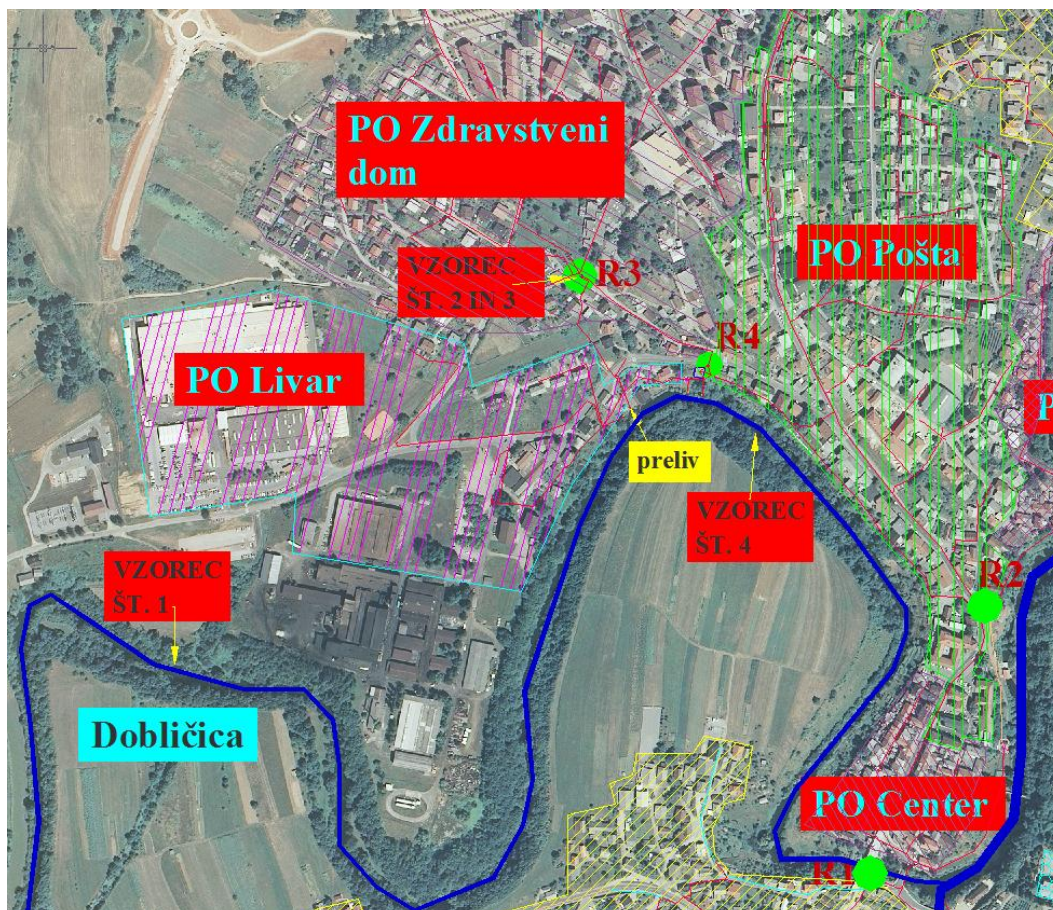 PO Zdravstveni
dom
PO Pošta
VZOREC
ŠT. 2 IN 3
R3
R4
PO Livar
P
preliv
VZOREC
ŠT. 4
VZOREC
ŠT. 1
R2
Dobličica
PO Center
R1